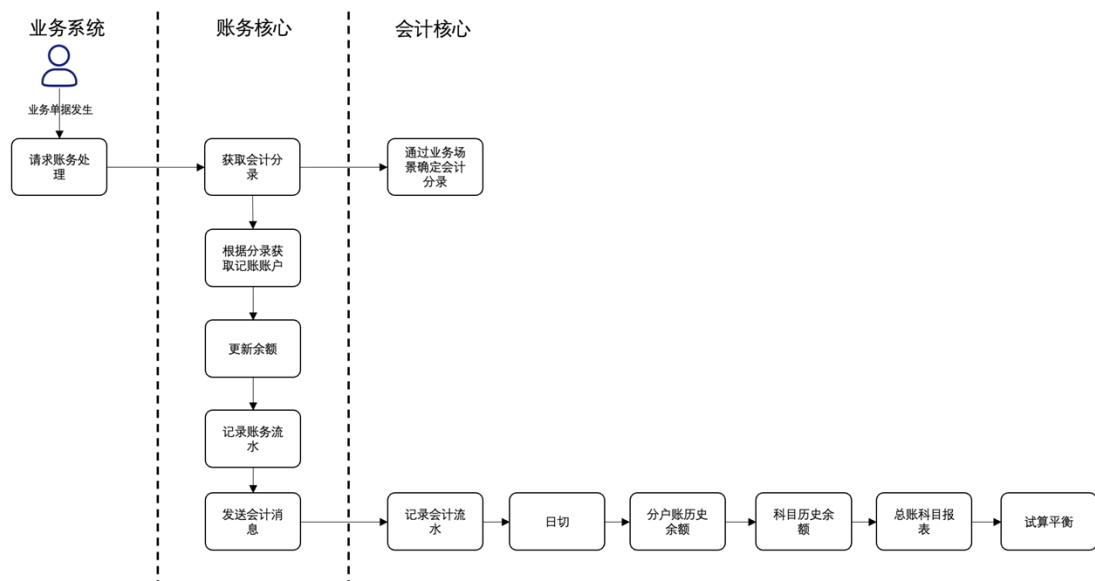 业务系统
账务核心
会计核心
业务单据发生
请求账务处
理
获取会计分
录
通过业务场
景确定会计
分录
根据分录获
取记账账户
更新余额
记录账务流
水
发送会计消
息
记录会计流
水
日切
分户账历史
余额
科目历史余
额
总账科目报
表
试算平衡